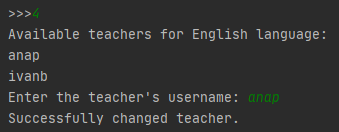 >>>4
Available teachers for English language:
anap
ivanb
Enter the teacher's username: anap
Successfully changed teacher.